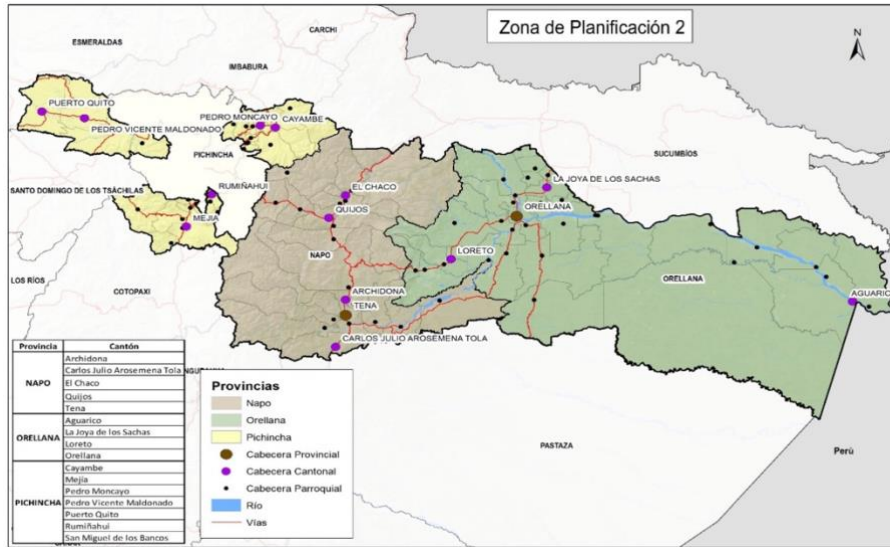 Zona de Planificación 2
N
ESMERALDAS
CARCHI
IMBABURA
PUERTO QUITO
PEDRO MONCAYO
CAYAMBE
PEDRO VICENTE MALDONADO
PICHINCHA
SUCUMBÍOS
LA JOYA DE LOS SACHAS
SANTO DOMINGO DE LOS TSÁCHILAS
RUMIÑAHUI
EL CHACO
ORELLANA
MEJIA
QUIJOS
NAPO
LORETO
ORELLANA
LOS RÍOS
COTOPAXI
ARCHIDONA
AGUARICO
TENA
CARLOS JULIO AROSEMENA TOLA
PASTAZA
Perú
Provincia Cantón
NAPO
Archidona
Carlos Julio Arosemena Tola
El Chaco
Quijos
Tena
ORELLANA
Aguarico
La Joya de los Sachas
Loreto
Orellana
PICHINCHA
Cayambe
Mejía
Pedro Moncayo
Pedro Vicente Maldonado
Puerto Quito
Rumiñahui
San Miguel de los Bancos
Provincias
Napo
Orellana
Pichincha
Cabecera Provincial
Cabecera Cantonal
Cabecera Parroquial
Río
Vías